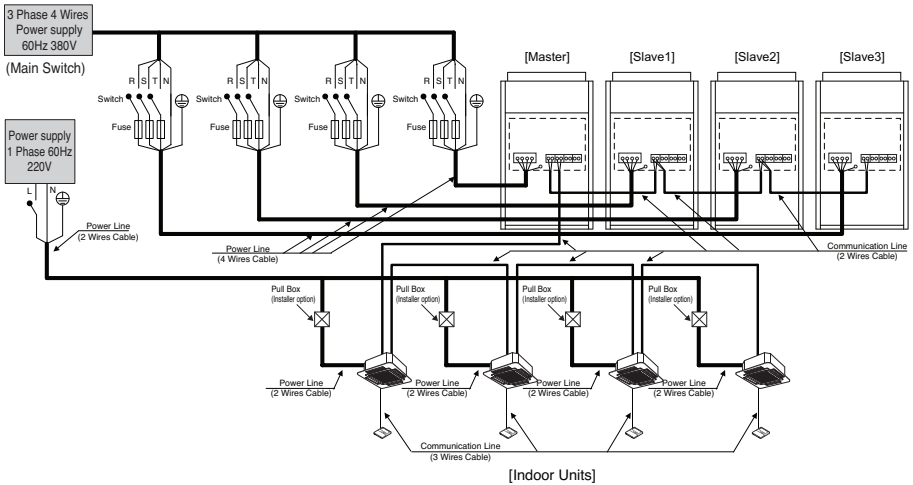 3 Phase 4 Wires
Power supply
60Hz 380V
(Main Switch)
[Master]
[Slave1]
[Slave2]
[Slave3]
R S T N
R S T N
R S T N
R S T N
Switch
Switch
Switch
Switch
Fuse
Fuse
Fuse
Fuse
Power supply
1 Phase 60Hz
220V
L N
Power Line
(2 Wires Cable)
Power Line
(4 Wires Cable)
Communication Line
(2 Wires Cable)
Pull Box
(Installer option)
Pull Box
(Installer option)
Pull Box
(Installer option)
Pull Box
(Installer option)
Power Line
(2 Wires Cable)
Power Line
(2 Wires Cable)
Power Line
(2 Wires Cable)
Power Line
(2 Wires Cable)
Communication Line
(3 Wires Cable)
[Indoor Units]